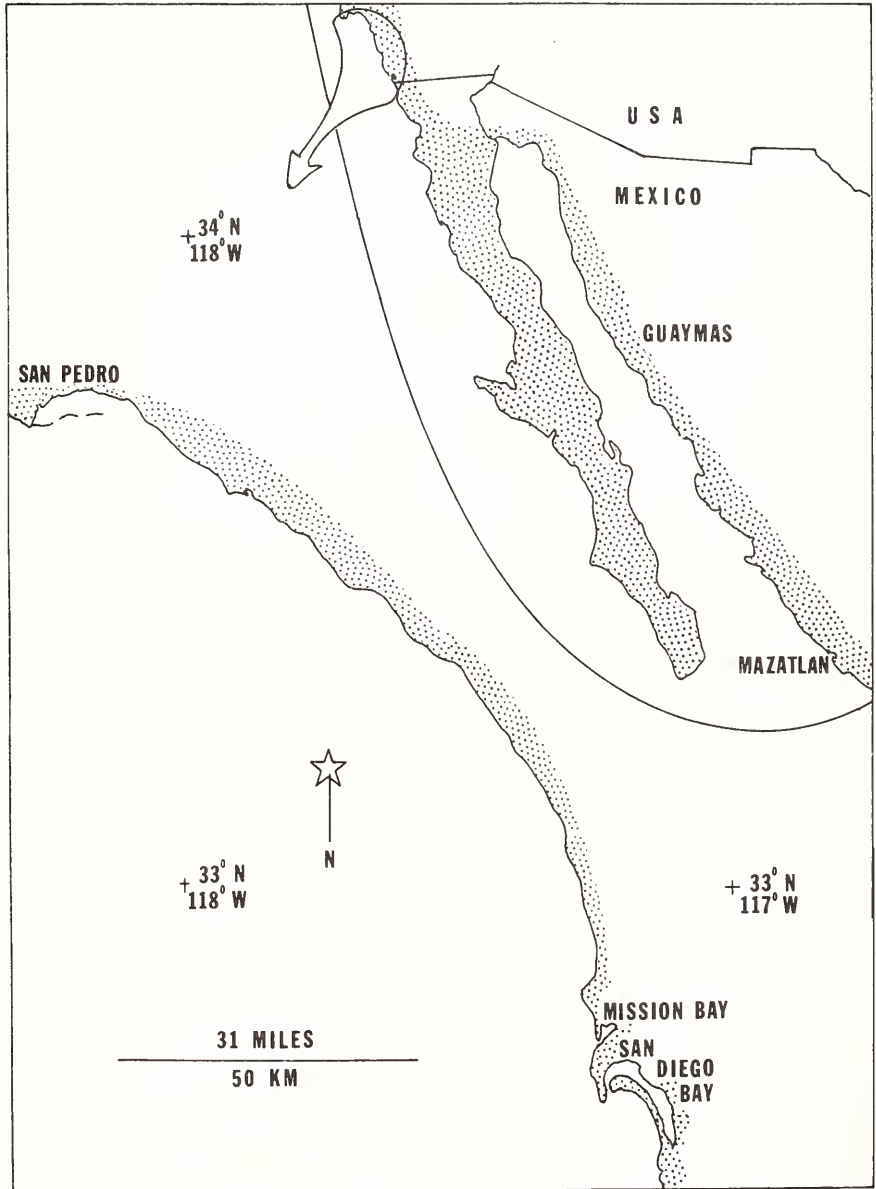 U S A
MEXICO
+34° N
118° W
GUAYMAS
SAN PEDRO
MAZATLAN
N
+ 33° N
118° W
+ 33° N
117° W
MISSION BAY
31 MILES
50 KM
SAN
DIEGO
BAY